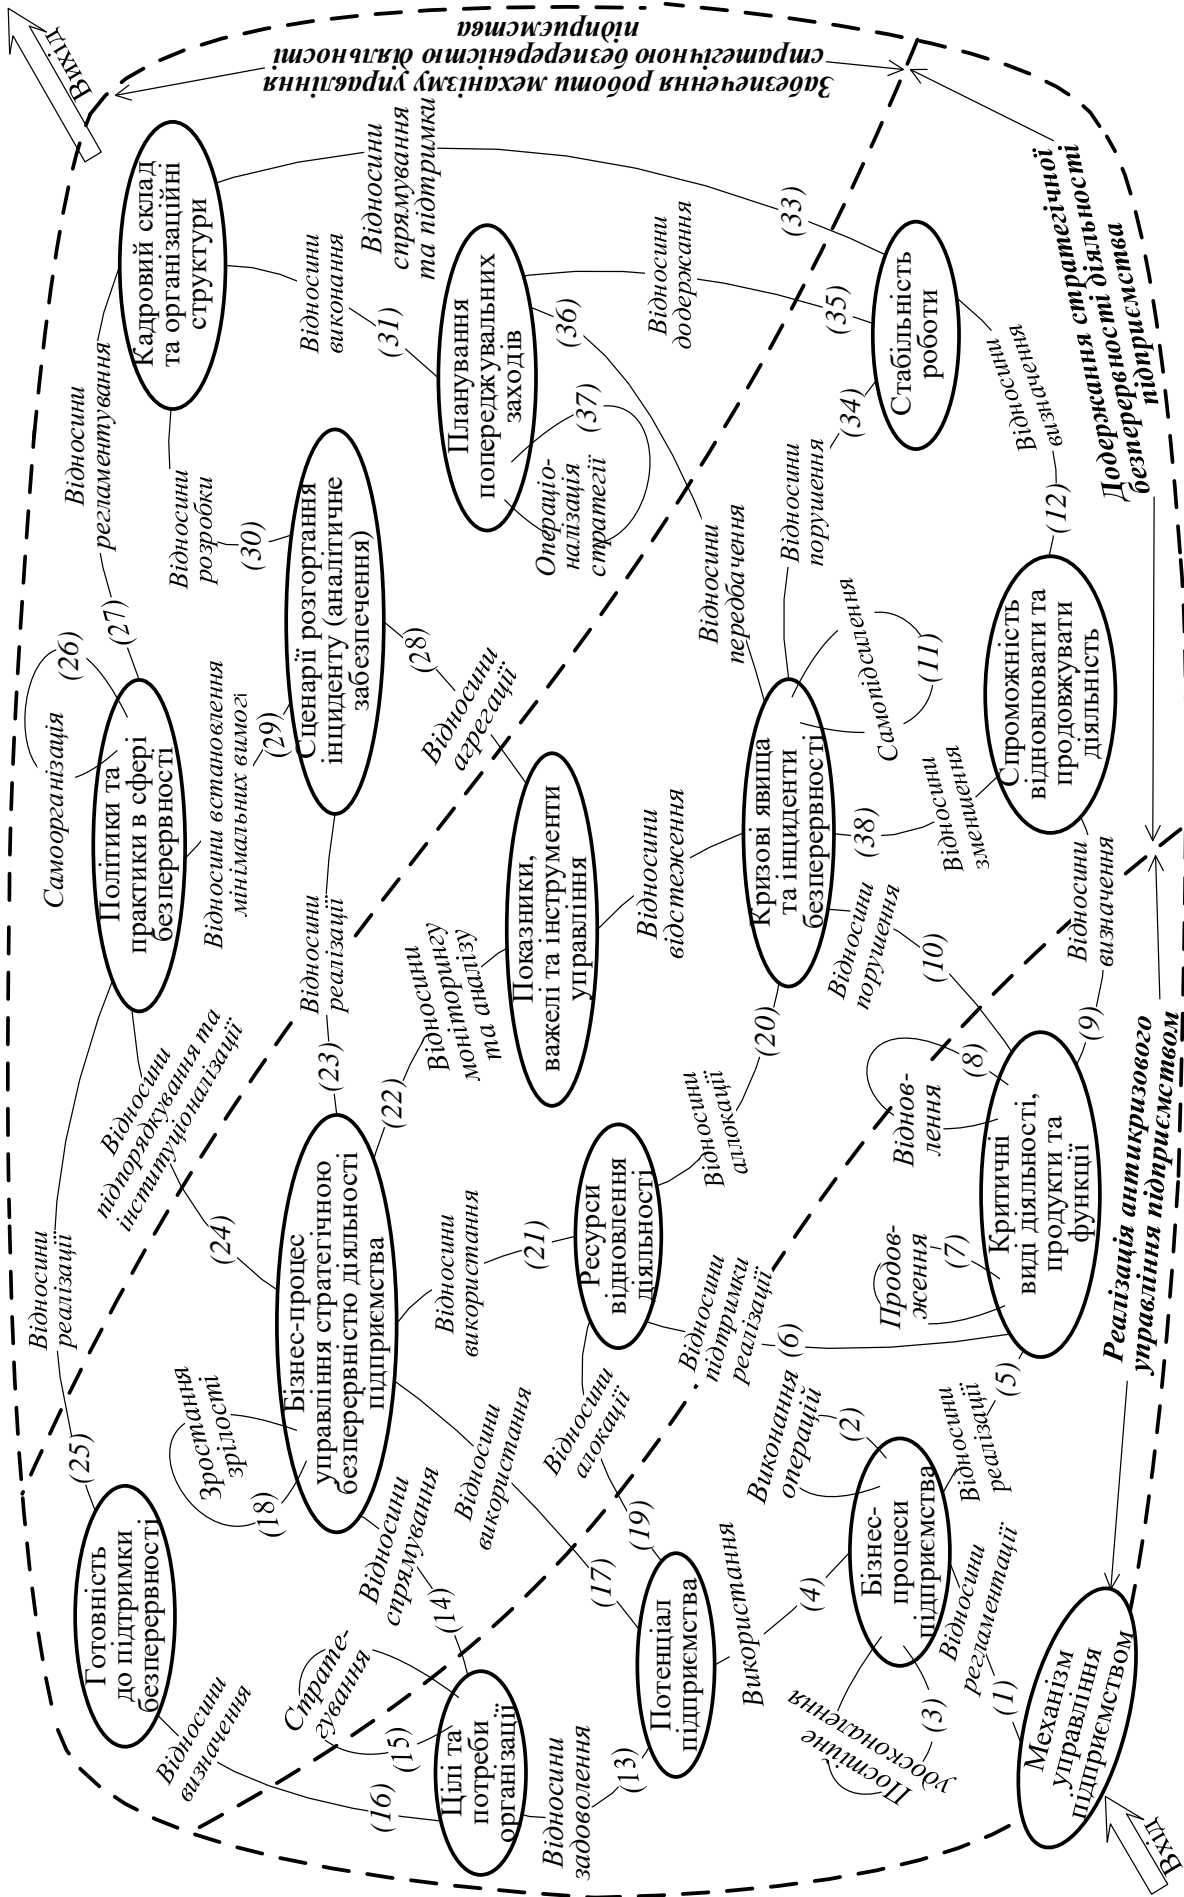 Вихід
Забезпечення роботи механізму управління
стратегічною безперервністю діяльності
підприємства
Кадровий склад
та організаційні
структури
Відносини
спрямування
та підтримки
(33)
Відносини
виконання
(31)
Відносини
регламентування
(27)
Відносини
розробки
(30)
Планування
попереджувальних
заходів
(36)
Відносини
додержання
(35)
(37)
Операціо-
налізація
стратегії
Стабільність
роботи
(34)
Відносини
порушення
Відносини
визначення
(12)
Додержання стратегічної
безперервності діяльності
підприємства
Самоорганізація
(26)
Політики та
практики в сфері
безперервності
Відносини встановлення
мінімальних вимог
(29)
Сценарії розгортання
інциденту (аналітичне
забезпечення)
(28)
Відносини
агрегації
Відносини
передбачення
Самопідсилення
(11)
Кризові явища
та інциденти
безперервності
(38)
Відносини
зменшення
Спроможність
відновлювати та
продовжувати
діяльність
Відносини
реалізації
(23)
Відносини
моніторингу
та аналізу
(22)
Показники,
важелі та інструменти
управління
Відносини
відстеження
(20)
Відносини
аллокації
Відносини
порушення
(10)
Відносини
визначення
(9)
Відносини
підпорядкування та
інституціоналізації
(24)
Відносини
реалізації
(25)
Бізнес-процес
управління стратегічною
безперервністю діяльності
підприємства
Зростання
зрілості
(18)
Відносини
використання
(21)
Ресурси
відновлення
діяльності
Відносини
підтримки
реалізації
(6)
Віднов-
лення
(8)
Продов-
ження
(7)
Критичні
виді діяльності,
продукти та
функції
(5)
Відносини
реалізації
Реалізація антикризового
управління підприємством
Готовність
до підтримки
безперервності
Відносини
визначення
(16)
Відносини
спрямування
(14)
Страте-
гування
(15)
Цілі та
потреби
організації
Відносини
використання
(17)
Відносини
алокації
(19)
Потенціал
підприємства
Відносини
задоволення
(13)
Використання
(4)
Виконання
операцій
(2)
Бізнес-
процеси
підприємства
Постійне
удосконалення
(3)
Відносини
регламентації
(1)
Механізм
управління
підприємством
Вхід